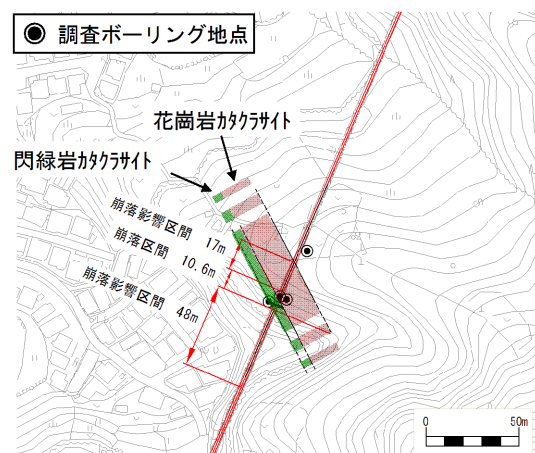 調査ボーリング地点
花崗岩カタクラサイト
閃緑岩カタクラサイト
崩落影響区間 17m
崩落区間 10.6m
崩落影響区間 48m
0 50m